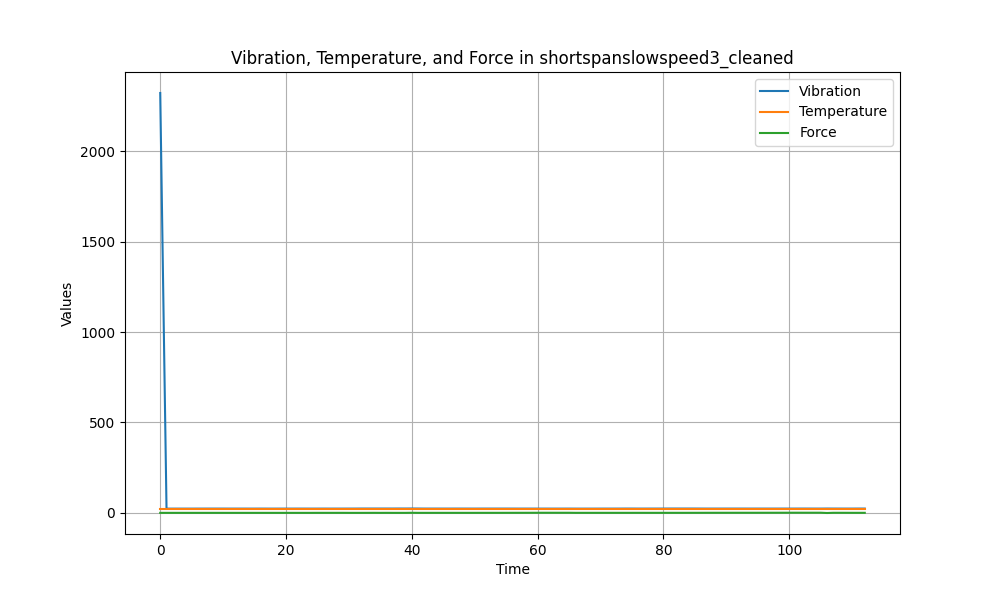 Vibration, Temperature, and Force in shortspanslowspeed3_cleaned
Vibration
Temperature
Force
Values
2000
1500
1000
500
0
0 20 40 60 80 100
Time